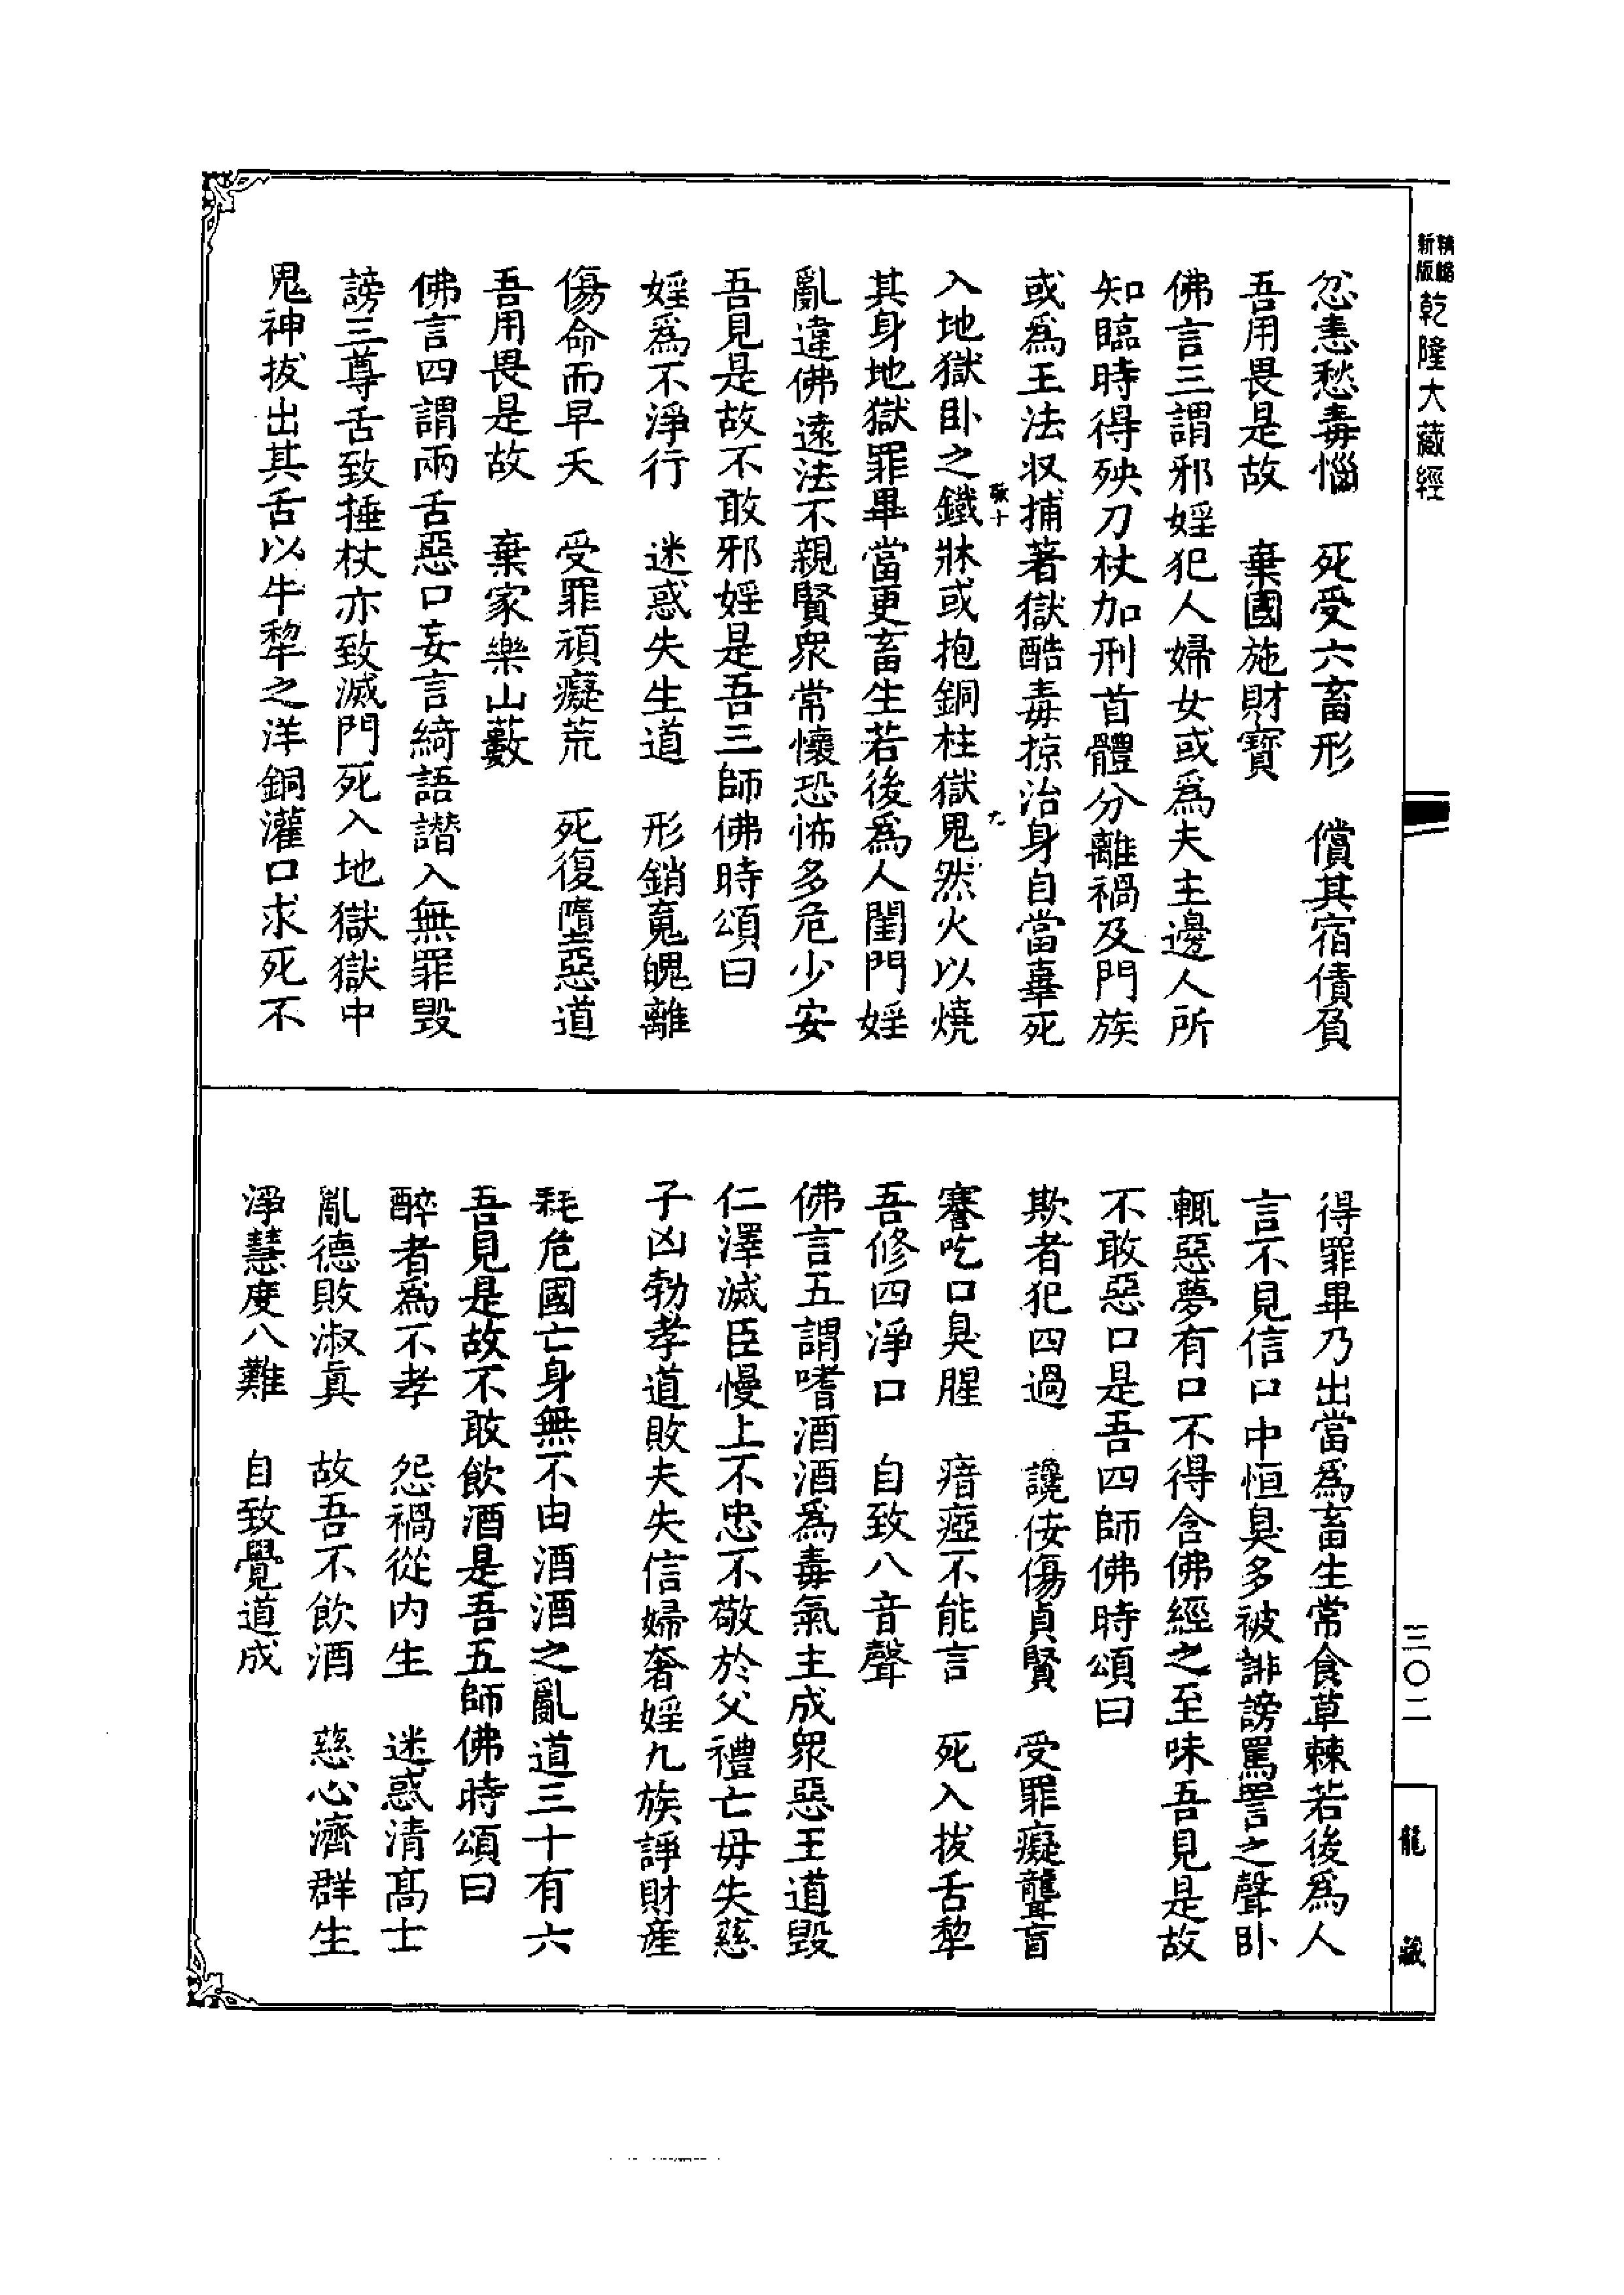 精縮新版乾隆大藏經
忿恚愁毒惱　死受六畜形　償其宿債負
吾用畏是故　棄國施財寶
佛言三謂邪婬犯人婦女或爲夫主邊人所
知臨時得殃刀杖加刑首體分離禍及門族
或爲王法収捕著獄酷毒掠治身自當辜死
入地獄臥之鐵牀或抱銅柱獄鬼然火以燒
其身地獄罪畢當更畜生若後爲人閨門婬
亂違佛遠法不親賢衆常懷恐怖多危少安
吾見是故不敢邪婬是吾三師佛時頌曰
婬爲不淨行　迷惑失生道　形銷䰟魄離
傷命而早夭　受罪頑癡荒　死復墮惡道
吾用畏是故　棄家樂山藪
佛言四謂兩舌惡口妄言綺語譖入無罪毀
謗三尊舌致捶杖亦致滅門死入地獄獄中
鬼神拔出其舌以牛犂之洋銅灌口求死不
得罪畢乃出當爲畜生常食草棘若後爲人
言不見信口中恒臭多被誹謗罵詈之聲臥
輒惡夢有口不得含佛經之至味吾見是故
不敢惡口是吾四師佛時頌曰
欺者犯四過　讒佞傷貞賢　受罪癡聾盲
謇吃口臭腥　瘖瘂不能言　死入拔舌犂
吾修四淨口　自致八音聲
佛言五謂嗜酒酒爲毒氣主成衆惡王道毀
仁澤滅臣慢上不忠不敬於父禮亡母失慈
子凶勃孝道敗夫失信婦奢婬九族諍財產
耗危國亡身無不由酒酒之亂道三十有六
吾見是故不敢飲酒是吾五師佛時頌曰
醉者爲不孝　怨禍從内生　迷惑清高士
亂德敗淑眞　故吾不飲酒　慈心濟群生
淨慧度八難　自致覺道成
三〇二
龍藏